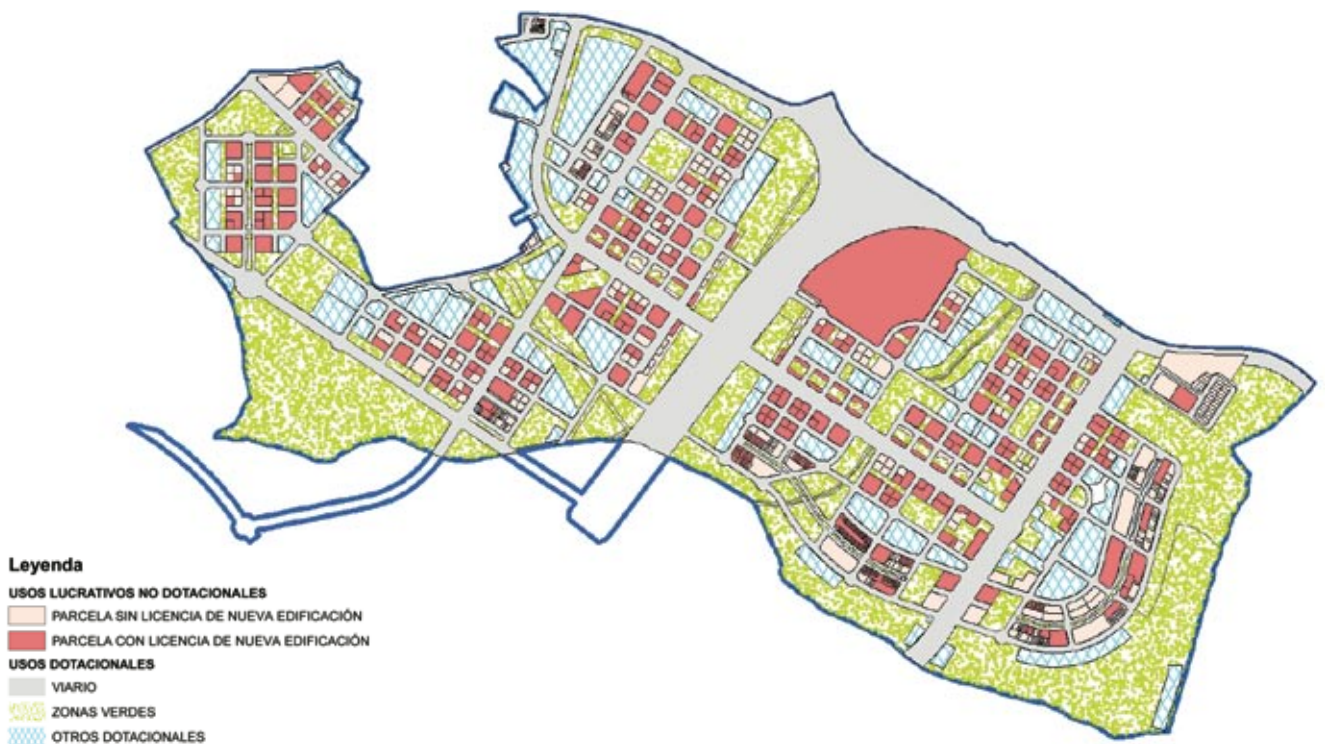 Leyenda
USOS LUCRATIVOS NO DOTACIONALES
PARCELA SIN LICENCIA DE NUEVA EDIFICACIÓN
PARCELA CON LICENCIA DE NUEVA EDIFICACIÓN
USOS DOTACIONALES
VIARIO
ZONAS VERDES
OTROS DOTACIONALES